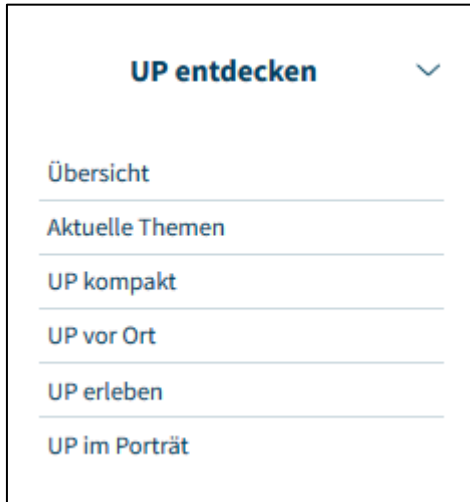 UP entdecken
Übersicht
Aktuelle Themen
UP kompakt
UP vor Ort
UP erleben
UP im Porträt